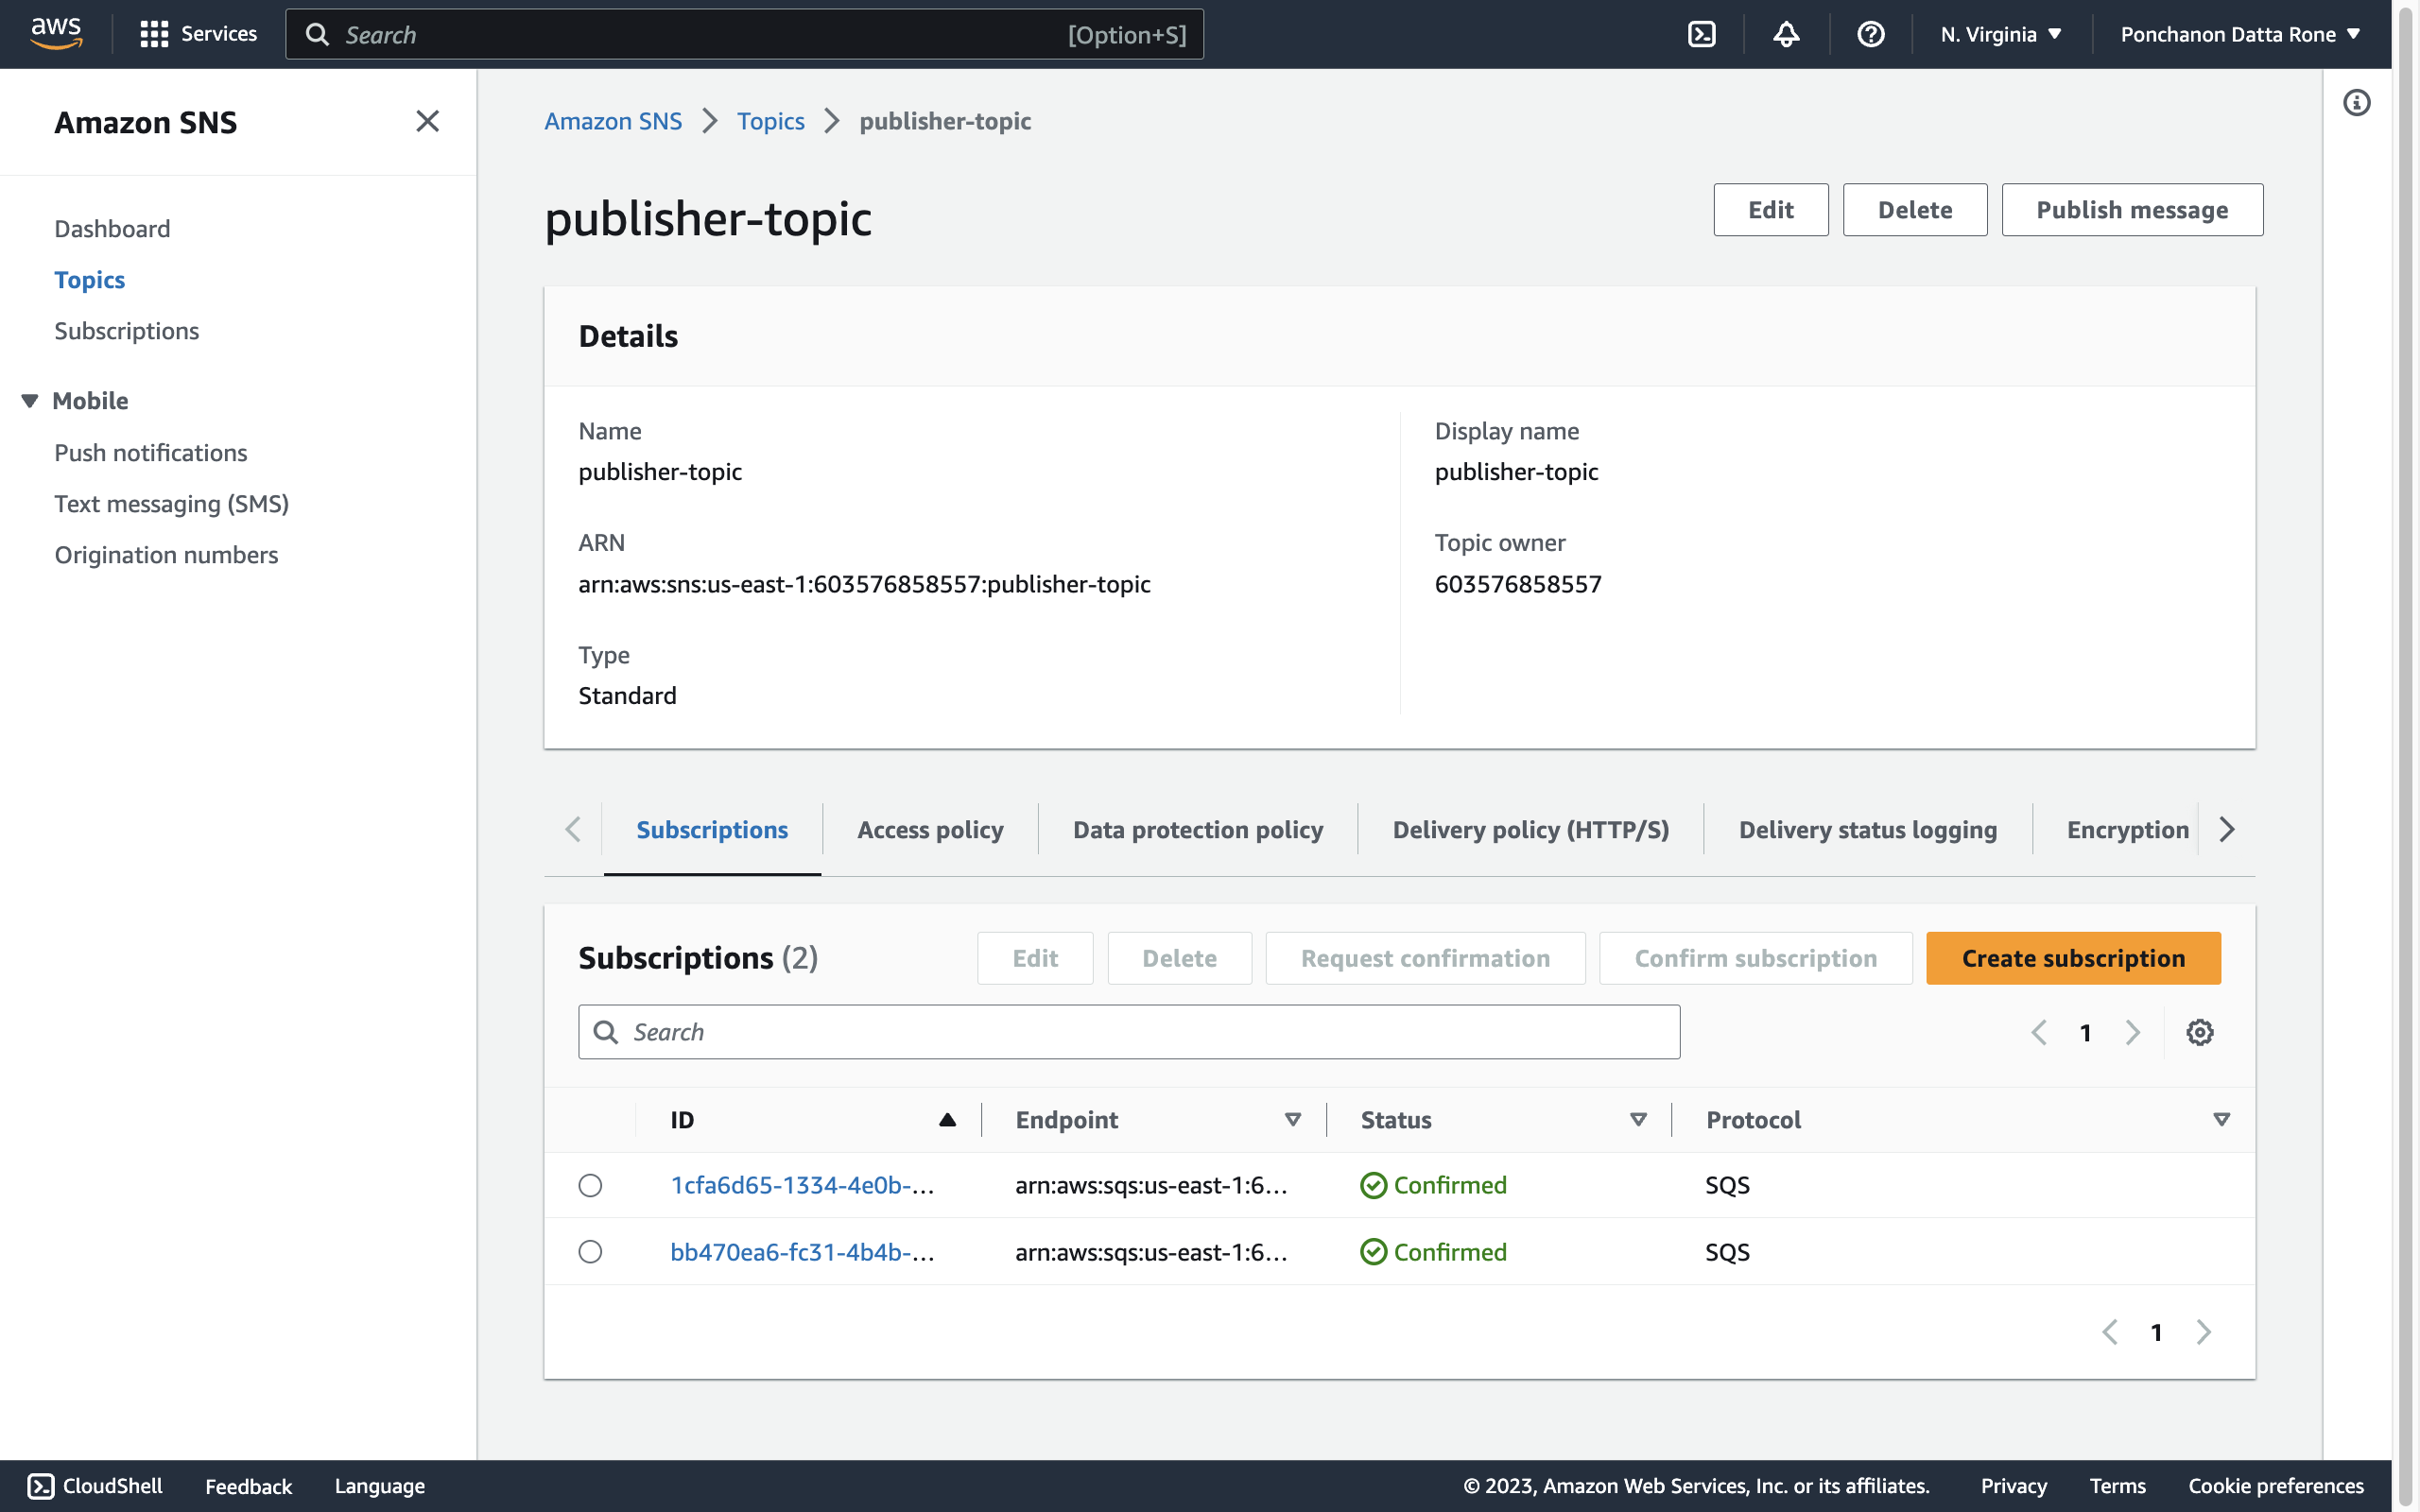 aws
Services
Search
[Option+S]
N. Virginia
Ponchanon Datta Rone
Amazon SNS
Dashboard
Topics
Subscriptions
Mobile
Push notifications
Text messaging (SMS)
Origination numbers
Amazon SNS
Topics
publisher-topic
publisher-topic
Edit
Delete
Publish message
Details
Name
publisher-topic
Display name
publisher-topic
ARN
arn:aws:sns:us-east-1:603576858557:publisher-topic
Topic owner
603576858557
Type
Standard
Subscriptions
Access policy
Data protection policy
Delivery policy (HTTP/S)
Delivery status logging
Encryption
Subscriptions (2)
Edit
Delete
Request confirmation
Confirm subscription
Create subscription
Search
1
ID
Endpoint
Status
Protocol
1cfa6d65-1334-4e0b-...
arn:aws:sqs:us-east-1:6...
Confirmed
SQS
bb470ea6-fc31-4b4b-...
arn:aws:sqs:us-east-1:6...
Confirmed
SQS
1
CloudShell
Feedback
Language
© 2023, Amazon Web Services, Inc. or its affiliates.
Privacy
Terms
Cookie preferences